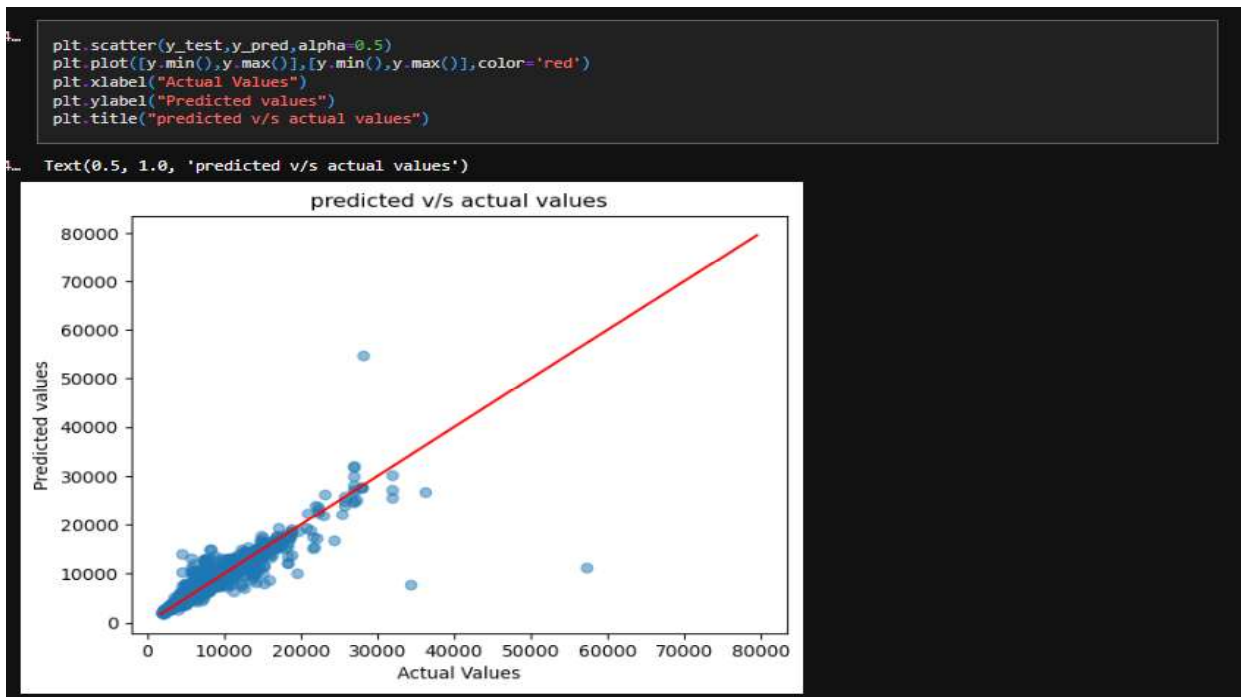 plt.scatter(y_test,y_pred,alpha=0.5)
plt.plot([y.min(),y.max()],[y.min(),y.max()],color='red')
plt.xlabel("Actual Values")
plt.ylabel("Predicted values")
plt.title("predicted v/s actual values")
Text(0.5, 1.0, 'predicted v/s actual values')
predicted v/s actual values
80000
70000
60000
50000
40000
30000
20000
10000
0
Predicted values
0 10000 20000 30000 40000 50000 60000 70000 80000
Actual Values